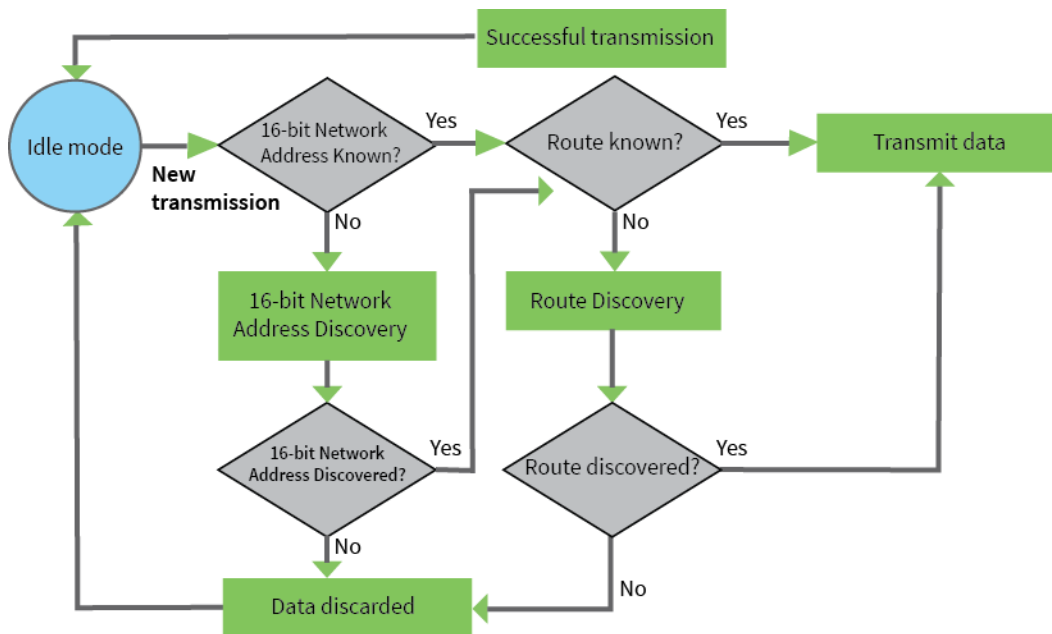 Successful transmission
Idle mode
New
transmission
16-bit Network
Address Known?
Yes
Route known?
Yes
Transmit data
No
No
16-bit Network
Address Discovery
Route Discovery
16-bit Network
Address Discovered?
Yes
Route discovered?
Yes
No
No
Data discarded